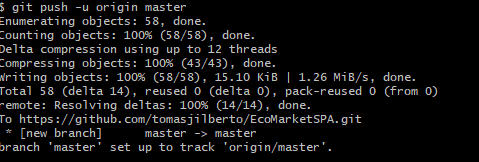 $ git push -u origin master
Enumerating objects: 58, done.
Counting objects: 100% (58/58), done.
Delta compression using up to 12 threads
Compressing objects: 100% (43/43), done.
Writing objects: 100% (58/58), 15.10 KiB | 1.26 MiB/s, done.
Total 58 (delta 14), reused 0 (delta 0), pack-reused 0 (from 0)
remote: Resolving deltas: 100% (14/14), done.
To https://github.com/tomasjilberto/EcoMarketSPA.git
 * [new branch]      master -> master
branch 'master' set up to track 'origin/master'.